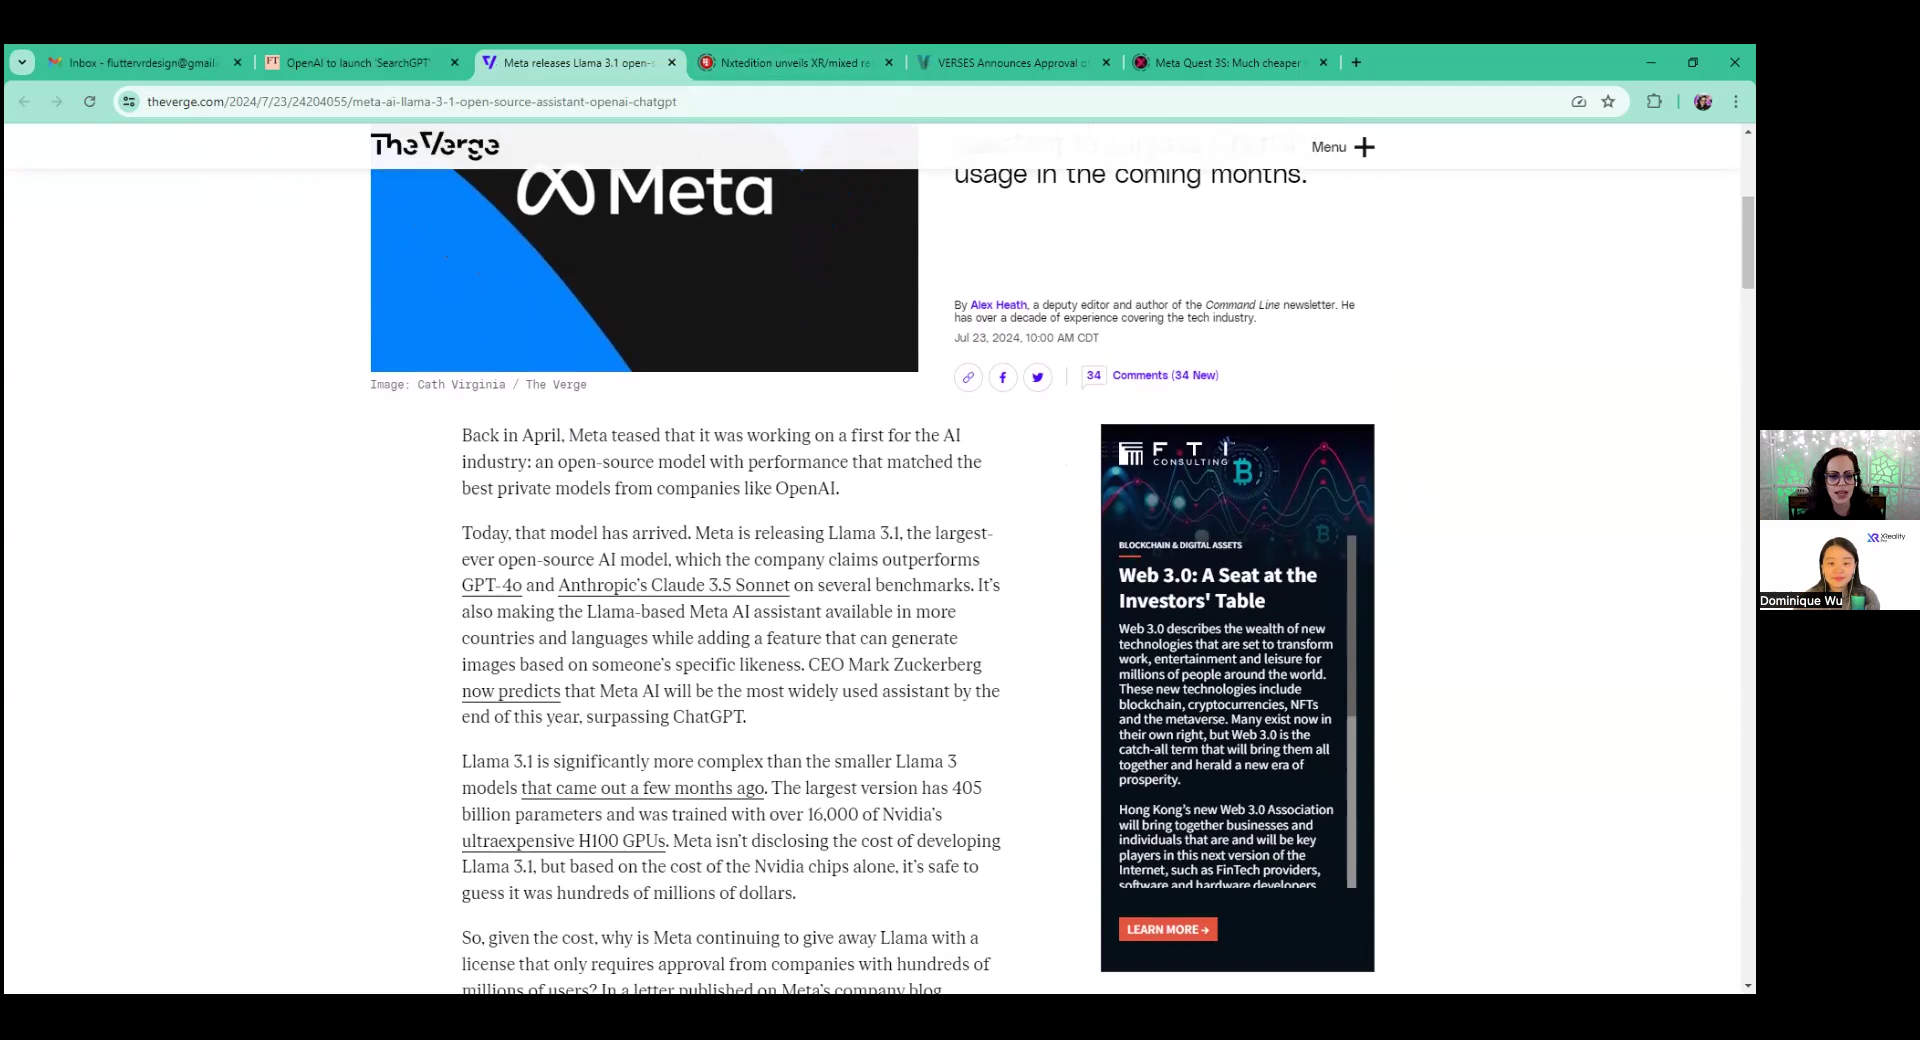 Inbox - fluttervrdesign@gmail
FT OpenAI to launch 'SearchGPT'
Meta releases Llama 3.1 open-s
Nxtedition unveils XR/mixed re
VERSES Announces Approval o
Meta Quest 3S: Much cheaper
theverge.com/2024/7/23/24204055/meta-ai-llama-3-1-open-source-assistant-openai-chatgpt
The Verge
Menu
Meta
usage in the coming months.
By Alex Heath, a deputy editor and author of the Command Line newsletter. He
has over a decade of experience covering the tech industry.
Jul 23, 2024, 10:00 AM CDT
34 Comments (34 New)
Image: Cath Virginia / The Verge
Back in April, Meta teased that it was working on a first for the AI
industry: an open-source model with performance that matched the
best private models from companies like OpenAI.
Today, that model has arrived. Meta is releasing Llama 3.1, the largest-
ever open-source AI model, which the company claims outperforms
GPT-4o and Anthropic's Claude 3.5 Sonnet on several benchmarks. It's
also making the Llama-based Meta AI assistant available in more
countries and languages while adding a feature that can generate
images based on someone's specific likeness. CEO Mark Zuckerberg
now predicts that Meta AI will be the most widely used assistant by the
end of this year, surpassing ChatGPT.
Llama 3.1 is significantly more complex than the smaller Llama 3
models that came out a few months ago. The largest version has 405
billion parameters and was trained with over 16,000 of Nvidia's
ultraexpensive H100 GPUs. Meta isn't disclosing the cost of developing
Llama 3.1, but based on the cost of the Nvidia chips alone, it's safe to
guess it was hundreds of millions of dollars.
So, given the cost, why is Meta continuing to give away Llama with a
license that only requires approval from companies with hundreds of
millions of users? In a letter published on Meta's company blog,
F T I
CONSULTING
BLOCKCHAIN & DIGITAL ASSETS
Web 3.0: A Seat at the
Investors' Table
Web 3.0 describes the wealth of new
technologies that are set to transform
work, entertainment and leisure for
millions of people around the world.
These new technologies include
blockchain, cryptocurrencies, NFTs
and the metaverse. Many exist now in
their own right, but Web 3.0 is the
catch-all term that will bring them all
together and herald a new era of
prosperity.
Hong Kong's new Web 3.0 Association
will bring together businesses and
individuals that are and will be key
players in this next version of the
Internet, such as FinTech providers,
software and hardware developers
LEARN MORE →
XR XReality
Dominique Wu